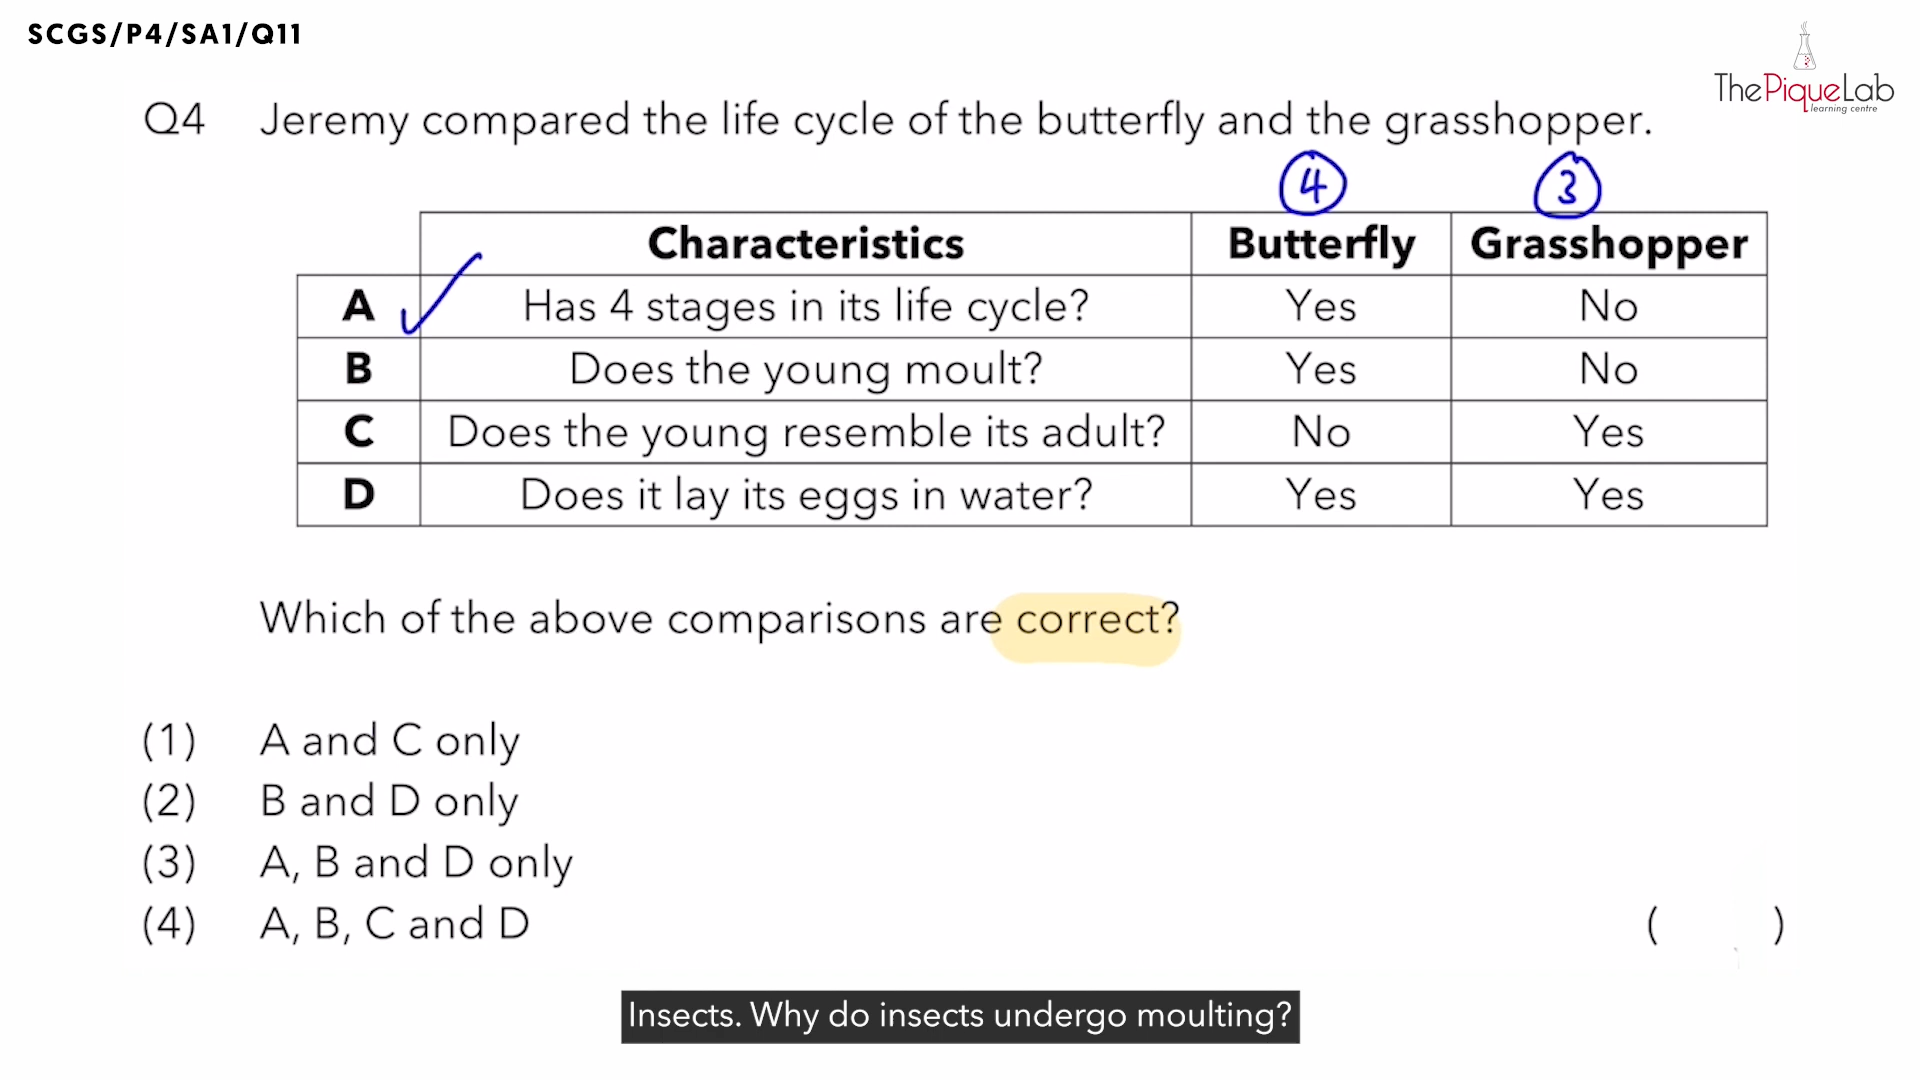 SCGS/P4/SA1/Q11
ThePiqueLab
learning centre
Q4 Jeremy compared the life cycle of the butterfly and the grasshopper.
4 3
Characteristics Butterfly Grasshopper
A Has 4 stages in its life cycle? Yes No
B Does the young moult? Yes No
C Does the young resemble its adult? No Yes
D Does it lay its eggs in water? Yes Yes
Which of the above comparisons are correct?
(1) A and C only
(2) B and D only
(3) A, B and D only
(4) A, B, C and D ( )
Insects. Why do insects undergo moulting?